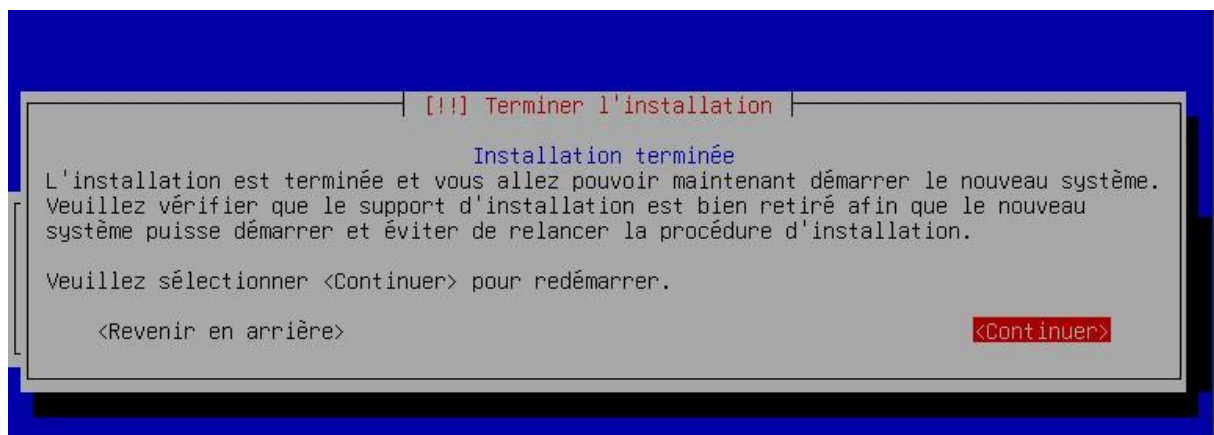 [!!] Terminer l'installation
Installation terminée
L'installation est terminée et vous allez pouvoir maintenant démarrer le nouveau système.
Veuillez vérifier que le support d'installation est bien retiré afin que le nouveau
système puisse démarrer et éviter de relancer la procédure d'installation.
Veuillez sélectionner <Continuer> pour redémarrer.
<Revenir en arrière> <Continuer>